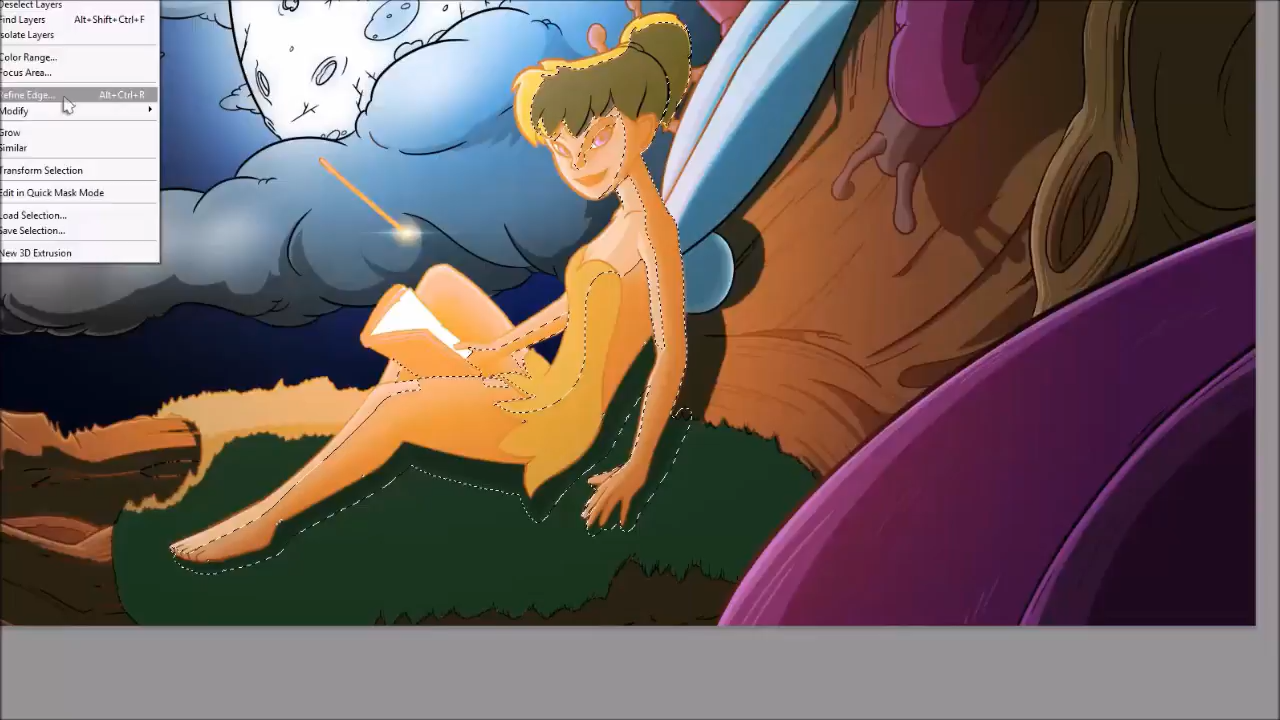 Deselect Layers
Find Layers Alt+Shift+Ctrl+F
Isolate Layers
Color Range...
Focus Area...
Refine Edge... Alt+Ctrl+R
Modify
Grow
Similar
Transform Selection
Edit in Quick Mask Mode
Load Selection...
Save Selection...
New 3D Extrusion